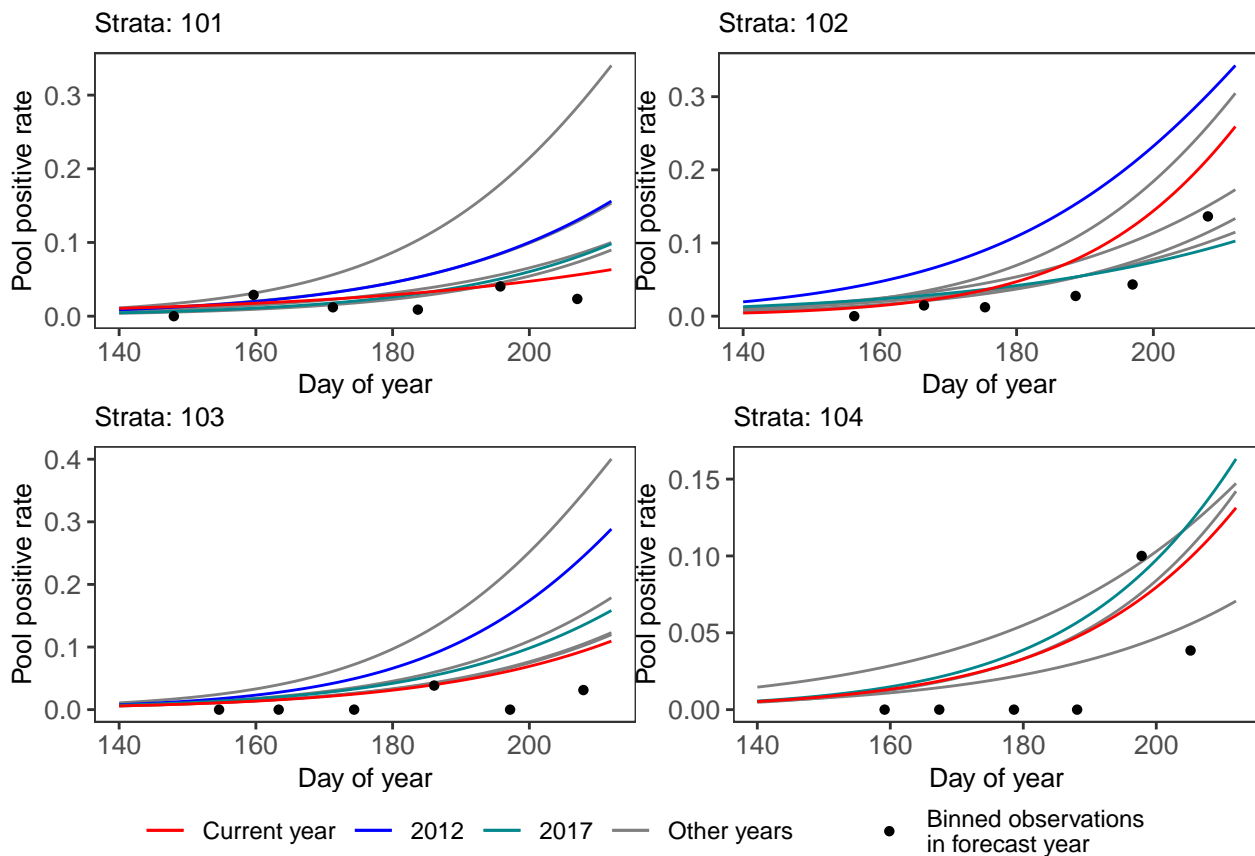 Strata: 101
Pool positive rate
0.3
0.2
0.1
0.0
140 160 180 200
Day of year
Strata: 102
Pool positive rate
0.3
0.2
0.1
0.0
140 160 180 200
Day of year
Strata: 103
Pool positive rate
0.4
0.3
0.2
0.1
0.0
140 160 180 200
Day of year
Strata: 104
Pool positive rate
0.15
0.10
0.05
0.00
140 160 180 200
Day of year
Current year 2012 2017 Other years Binned observations
in forecast year